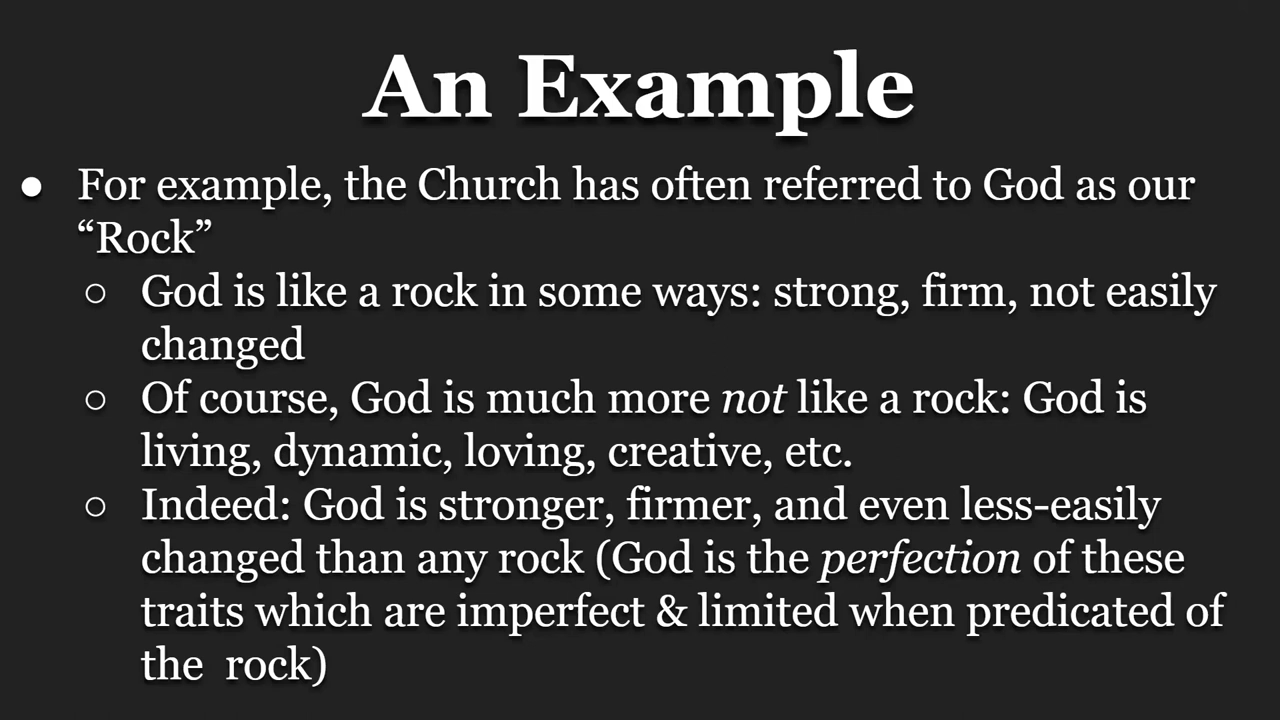 An Example
● For example, the Church has often referred to God as our
“Rock”
○ God is like a rock in some ways: strong, firm, not easily
changed
○ Of course, God is much more not like a rock: God is
living, dynamic, loving, creative, etc.
○ Indeed: God is stronger, firmer, and even less-easily
changed than any rock (God is the perfection of these
traits which are imperfect & limited when predicated of
the  rock)